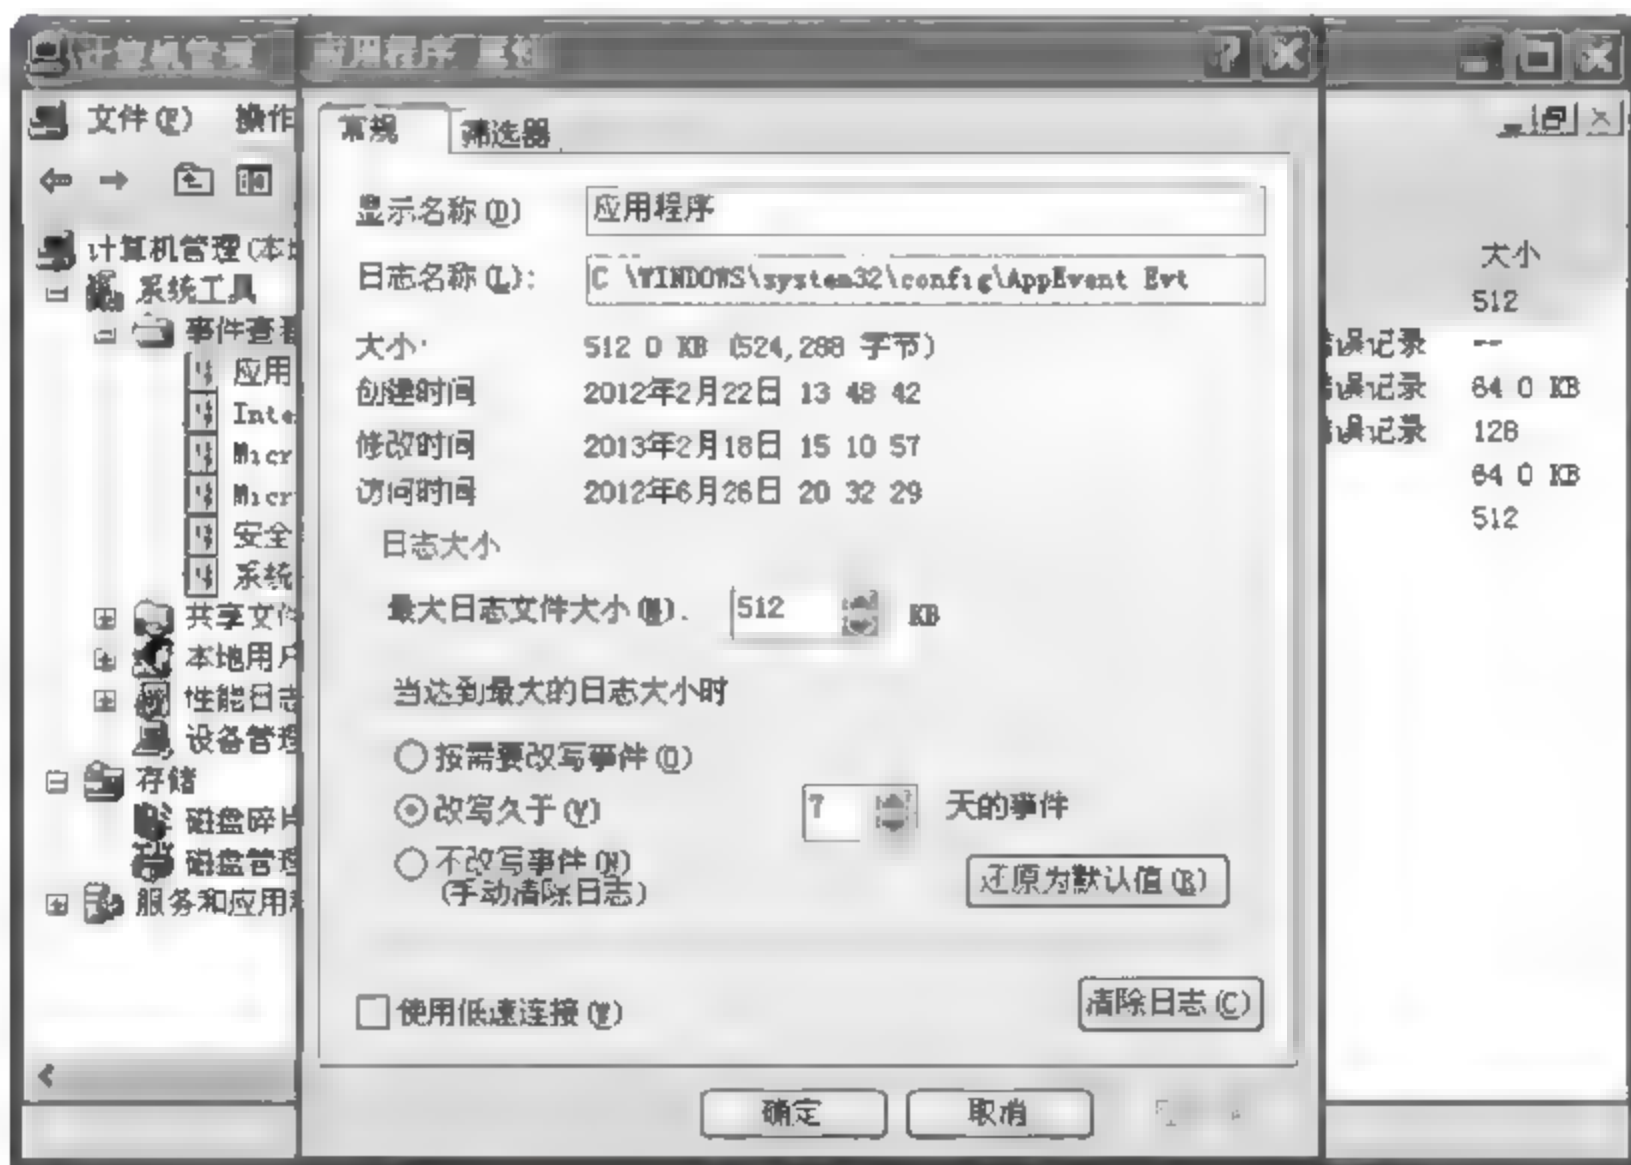 计算机管理
应用程序 属性
文件(F) 操作
常规
筛选器
显示名称(D)
应用程序
日志名称(L):
C \WINDOWS\system32\config\AppEvent Evt
大小:
512 0 KB (524,288 字节)
创建时间
2012年2月22日 13 48 42
修改时间
2013年2月18日 15 10 57
访问时间
2012年6月26日 20 32 29
日志大小
最大日志文件大小(M).
512
KB
当达到最大的日志大小时
按需要改写事件(O)
改写久于(V)
7
天的事件
不改写事件(N)
(手动清除日志)
还原为默认值(R)
使用低速连接(W)
清除日志(C)
确定
取消
计算机管理(本地
系统工具
事件查看
应用
Inte
Micr
Micr
安全
系统
共享文件
本地用户
性能日志
设备管理
存储
磁盘碎片
磁盘管理
服务和应用程
大小
512
错误记录 --
错误记录 64 0 KB
错误记录 128
64 0 KB
512